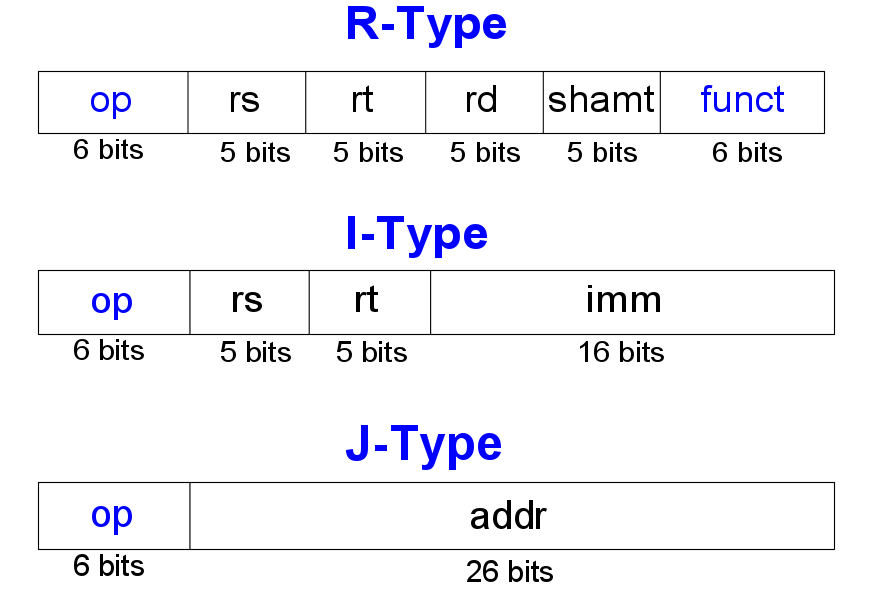 R-Type
op rs rt rd shamt funct
6 bits 5 bits 5 bits 5 bits 5 bits 6 bits
I-Type
op rs rt imm
6 bits 5 bits 5 bits 16 bits
J-Type
op addr
6 bits 26 bits